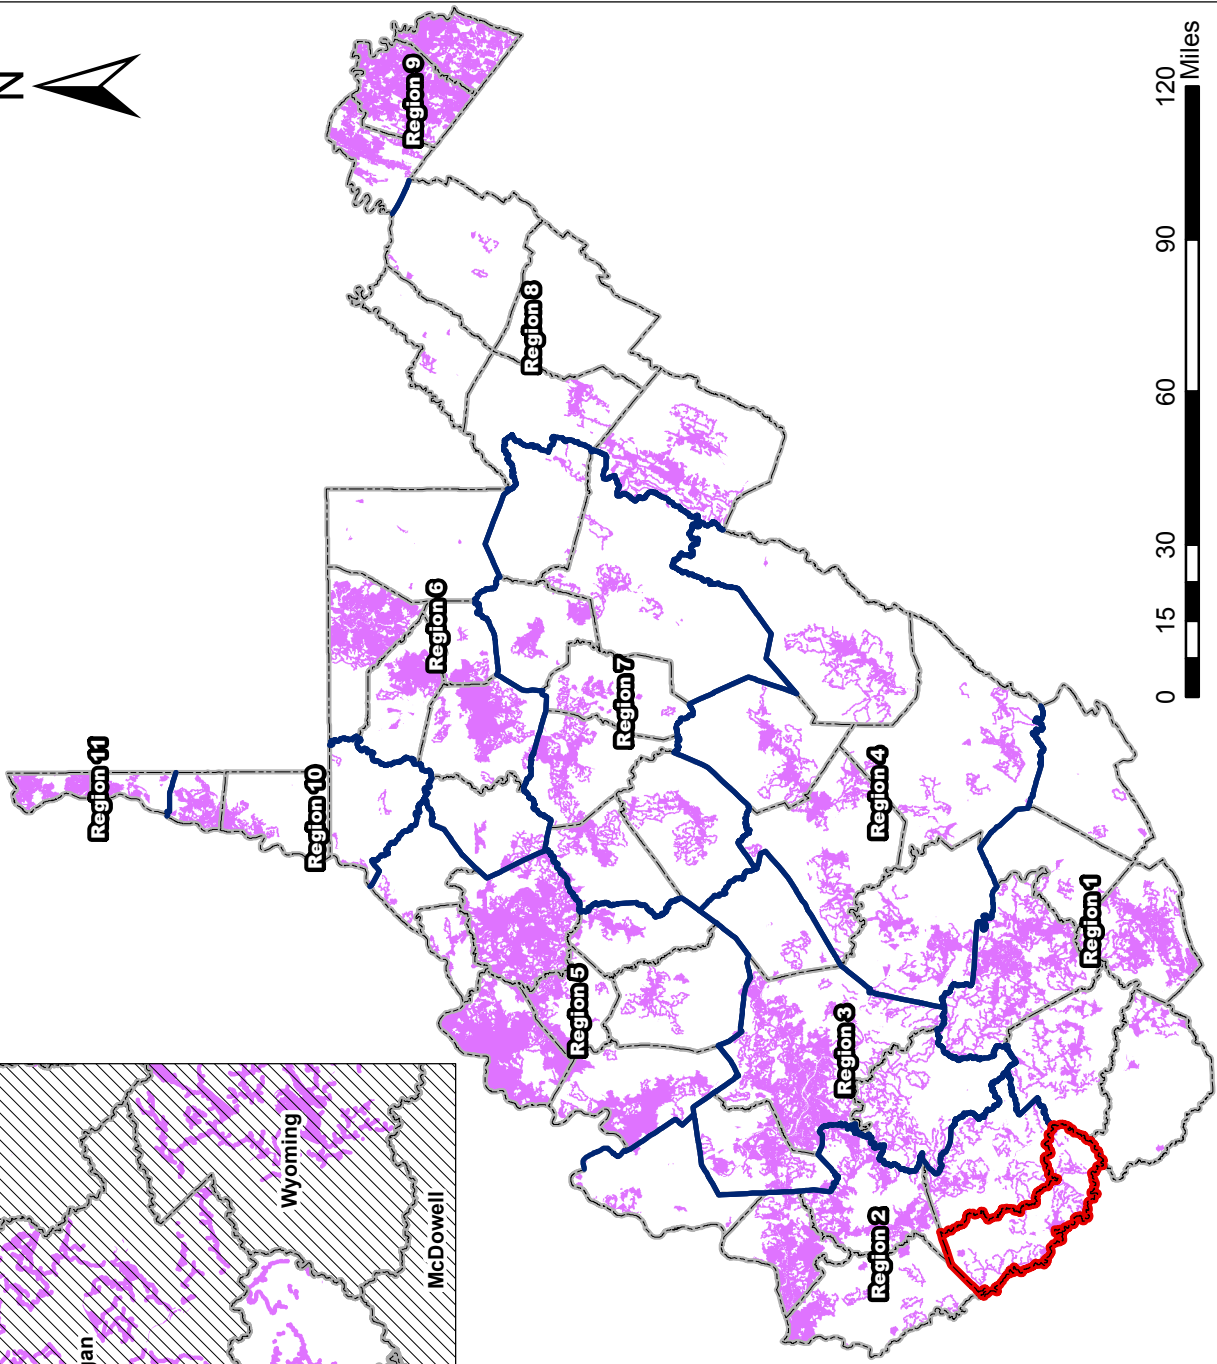 N
Region 11
Region 10
Region 9
Region 6
Region 8
Region 7
Region 5
Region 4
Region 3
Region 1
Region 2
Wyoming
McDowell
gan
0 15 30 60 90 120
Miles